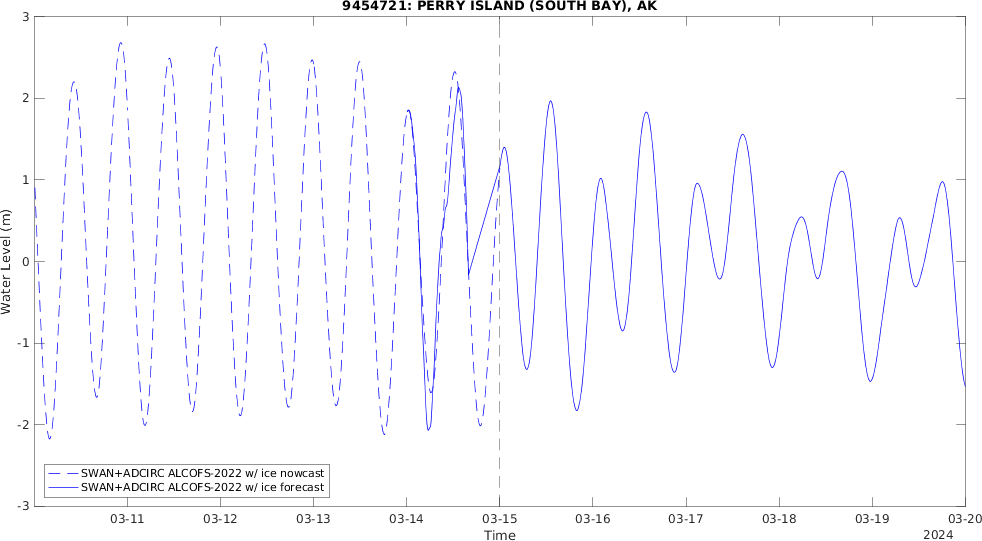 9454721: PERRY ISLAND (SOUTH BAY), AK
3
2
1
0
-1
-2
-3
Water Level (m)
SWAN+ADCIRC ALCOFS-2022 w/ ice nowcast
SWAN+ADCIRC ALCOFS-2022 w/ ice forecast
03-11 03-12 03-13 03-14 03-15 03-16 03-17 03-18 03-19 03-20
Time
2024